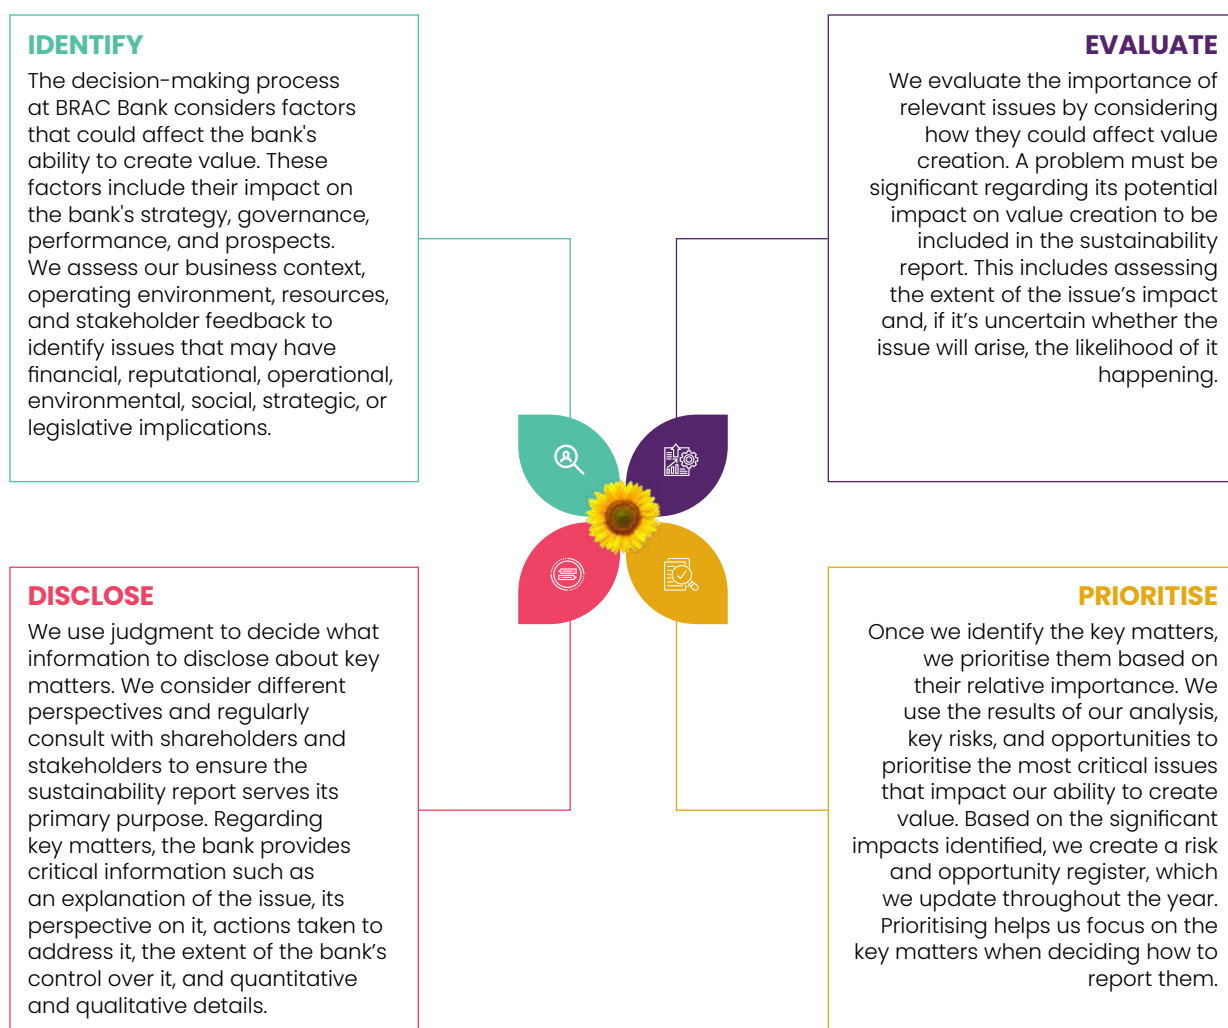 IDENTIFY
The decision-making process
at BRAC Bank considers factors
that could affect the bank's
ability to create value. These
factors include their impact on
the bank's strategy, governance,
performance, and prospects.
We assess our business context,
operating environment, resources,
and stakeholder feedback to
identify issues that may have
financial, reputational, operational,
environmental, social, strategic, or
legislative implications.
EVALUATE
We evaluate the importance of
relevant issues by considering
how they could affect value
creation. A problem must be
significant regarding its potential
impact on value creation to be
included in the sustainability
report. This includes assessing
the extent of the issue’s impact
and, if it’s uncertain whether the
issue will arise, the likelihood of it
happening.
DISCLOSE
We use judgment to decide what
information to disclose about key
matters. We consider different
perspectives and regularly
consult with shareholders and
stakeholders to ensure the
sustainability report serves its
primary purpose. Regarding
key matters, the bank provides
critical information such as
an explanation of the issue, its
perspective on it, actions taken to
address it, the extent of the bank’s
control over it, and quantitative
and qualitative details.
PRIORITISE
Once we identify the key matters,
we prioritise them based on
their relative importance. We
use the results of our analysis,
key risks, and opportunities to
prioritise the most critical issues
that impact our ability to create
value. Based on the significant
impacts identified, we create a risk
and opportunity register, which
we update throughout the year.
Prioritising helps us focus on the
key matters when deciding how to
report them.